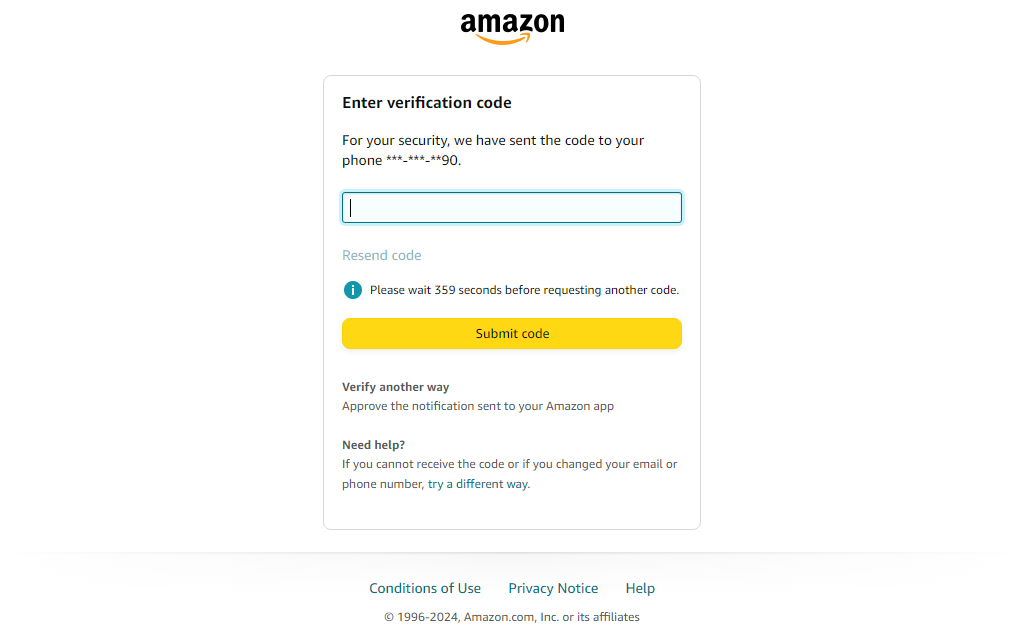 amazon
Enter verification code
For your security, we have sent the code to your
phone ***-***-**90.
Resend code
i Please wait 359 seconds before requesting another code.
Submit code
Verify another way
Approve the notification sent to your Amazon app
Need help?
If you cannot receive the code or if you changed your email or
phone number, try a different way.
Conditions of Use Privacy Notice Help
© 1996-2024, Amazon.com, Inc. or its affiliates